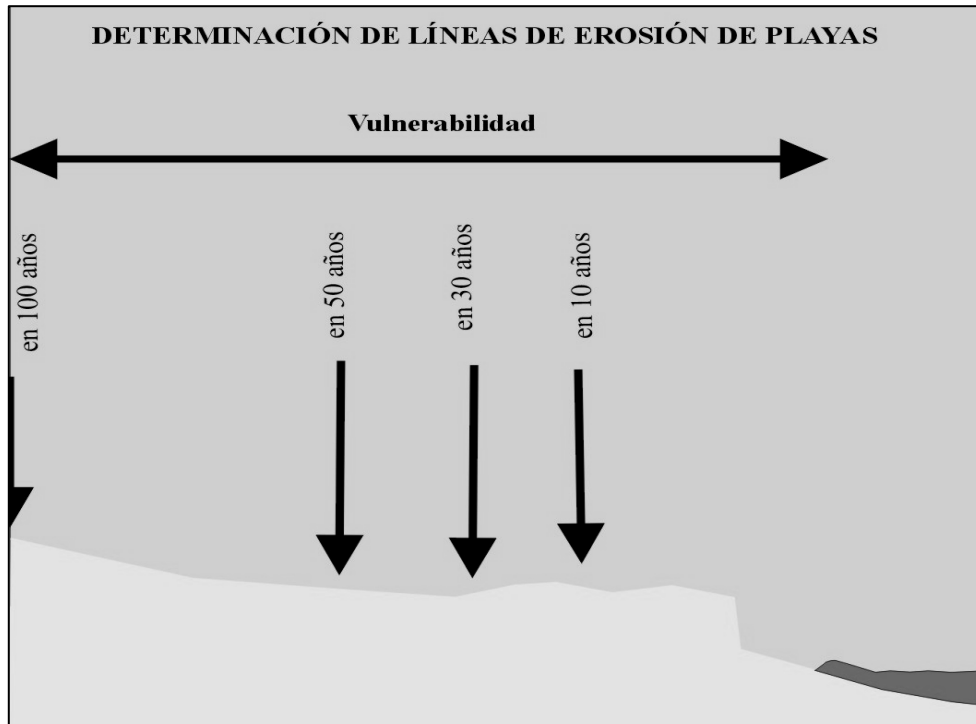 DETERMINACIÓN DE LÍNEAS DE EROSIÓN DE PLAYAS
Vulnerabilidad
en 100 años
en 50 años
en 30 años
en 10 años